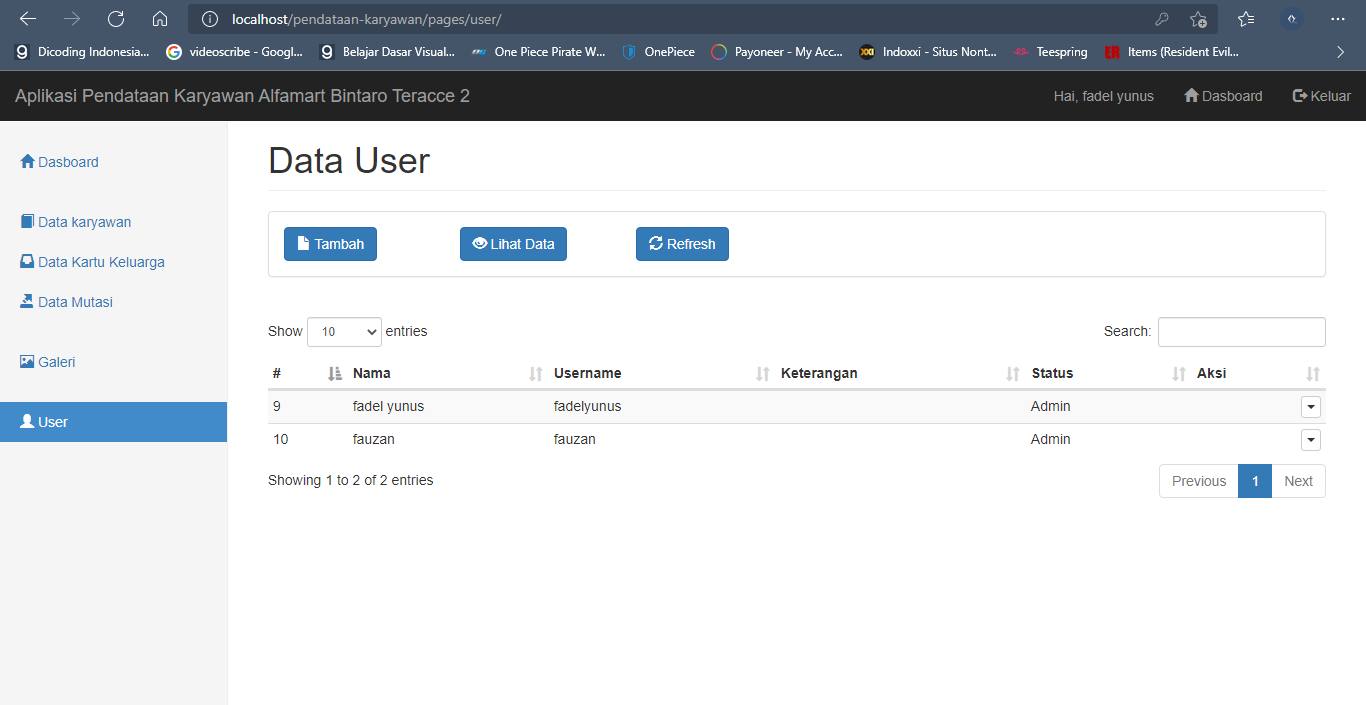 localhost/pendataan-karyawan/pages/user/
Dicoding Indonesia... videoscribe - Googl... Belajar Dasar Visual... One Piece Pirate W... OnePiece Payoneer - My Acc... Indoxxi - Situs Nont... Teespring Items (Resident Evil...
Aplikasi Pendataan Karyawan Alfamart Bintaro Teracce 2 Hai, fadel yunus Dasboard Keluar
Dasboard
Data karyawan
Data Kartu Keluarga
Data Mutasi
Galeri
User
Data User
Tambah Lihat Data Refresh
Show 10 entries Search:
# Nama Username Keterangan Status Aksi
9 fadel yunus fadelyunus Admin
10 fauzan fauzan Admin
Showing 1 to 2 of 2 entries Previous 1 Next